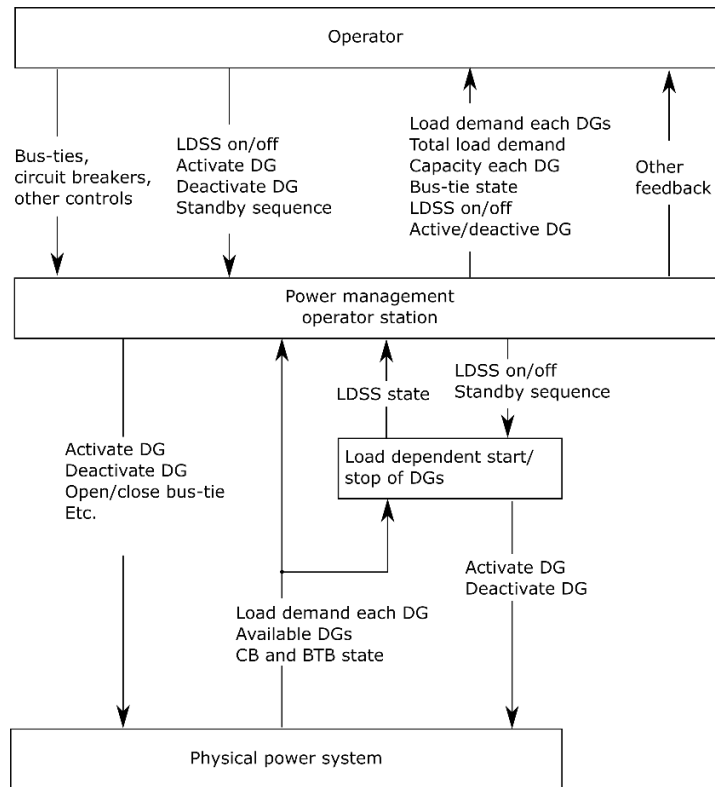 Operator
Bus-ties,
circuit breakers,
other controls
LDSS on/off
Activate DG
Deactivate DG
Standby sequence
Load demand each DGs
Total load demand
Capacity each DG
Bus-tie state
LDSS on/off
Active/deactive DG
Other
feedback
Power management
operator station
LDSS state
LDSS on/off
Standby sequence
Activate DG
Deactivate DG
Open/close bus-tie
Etc.
Load dependent start/
stop of DGs
Load demand each DG
Available DGs
CB and BTB state
Activate DG
Deactivate DG
Physical power system